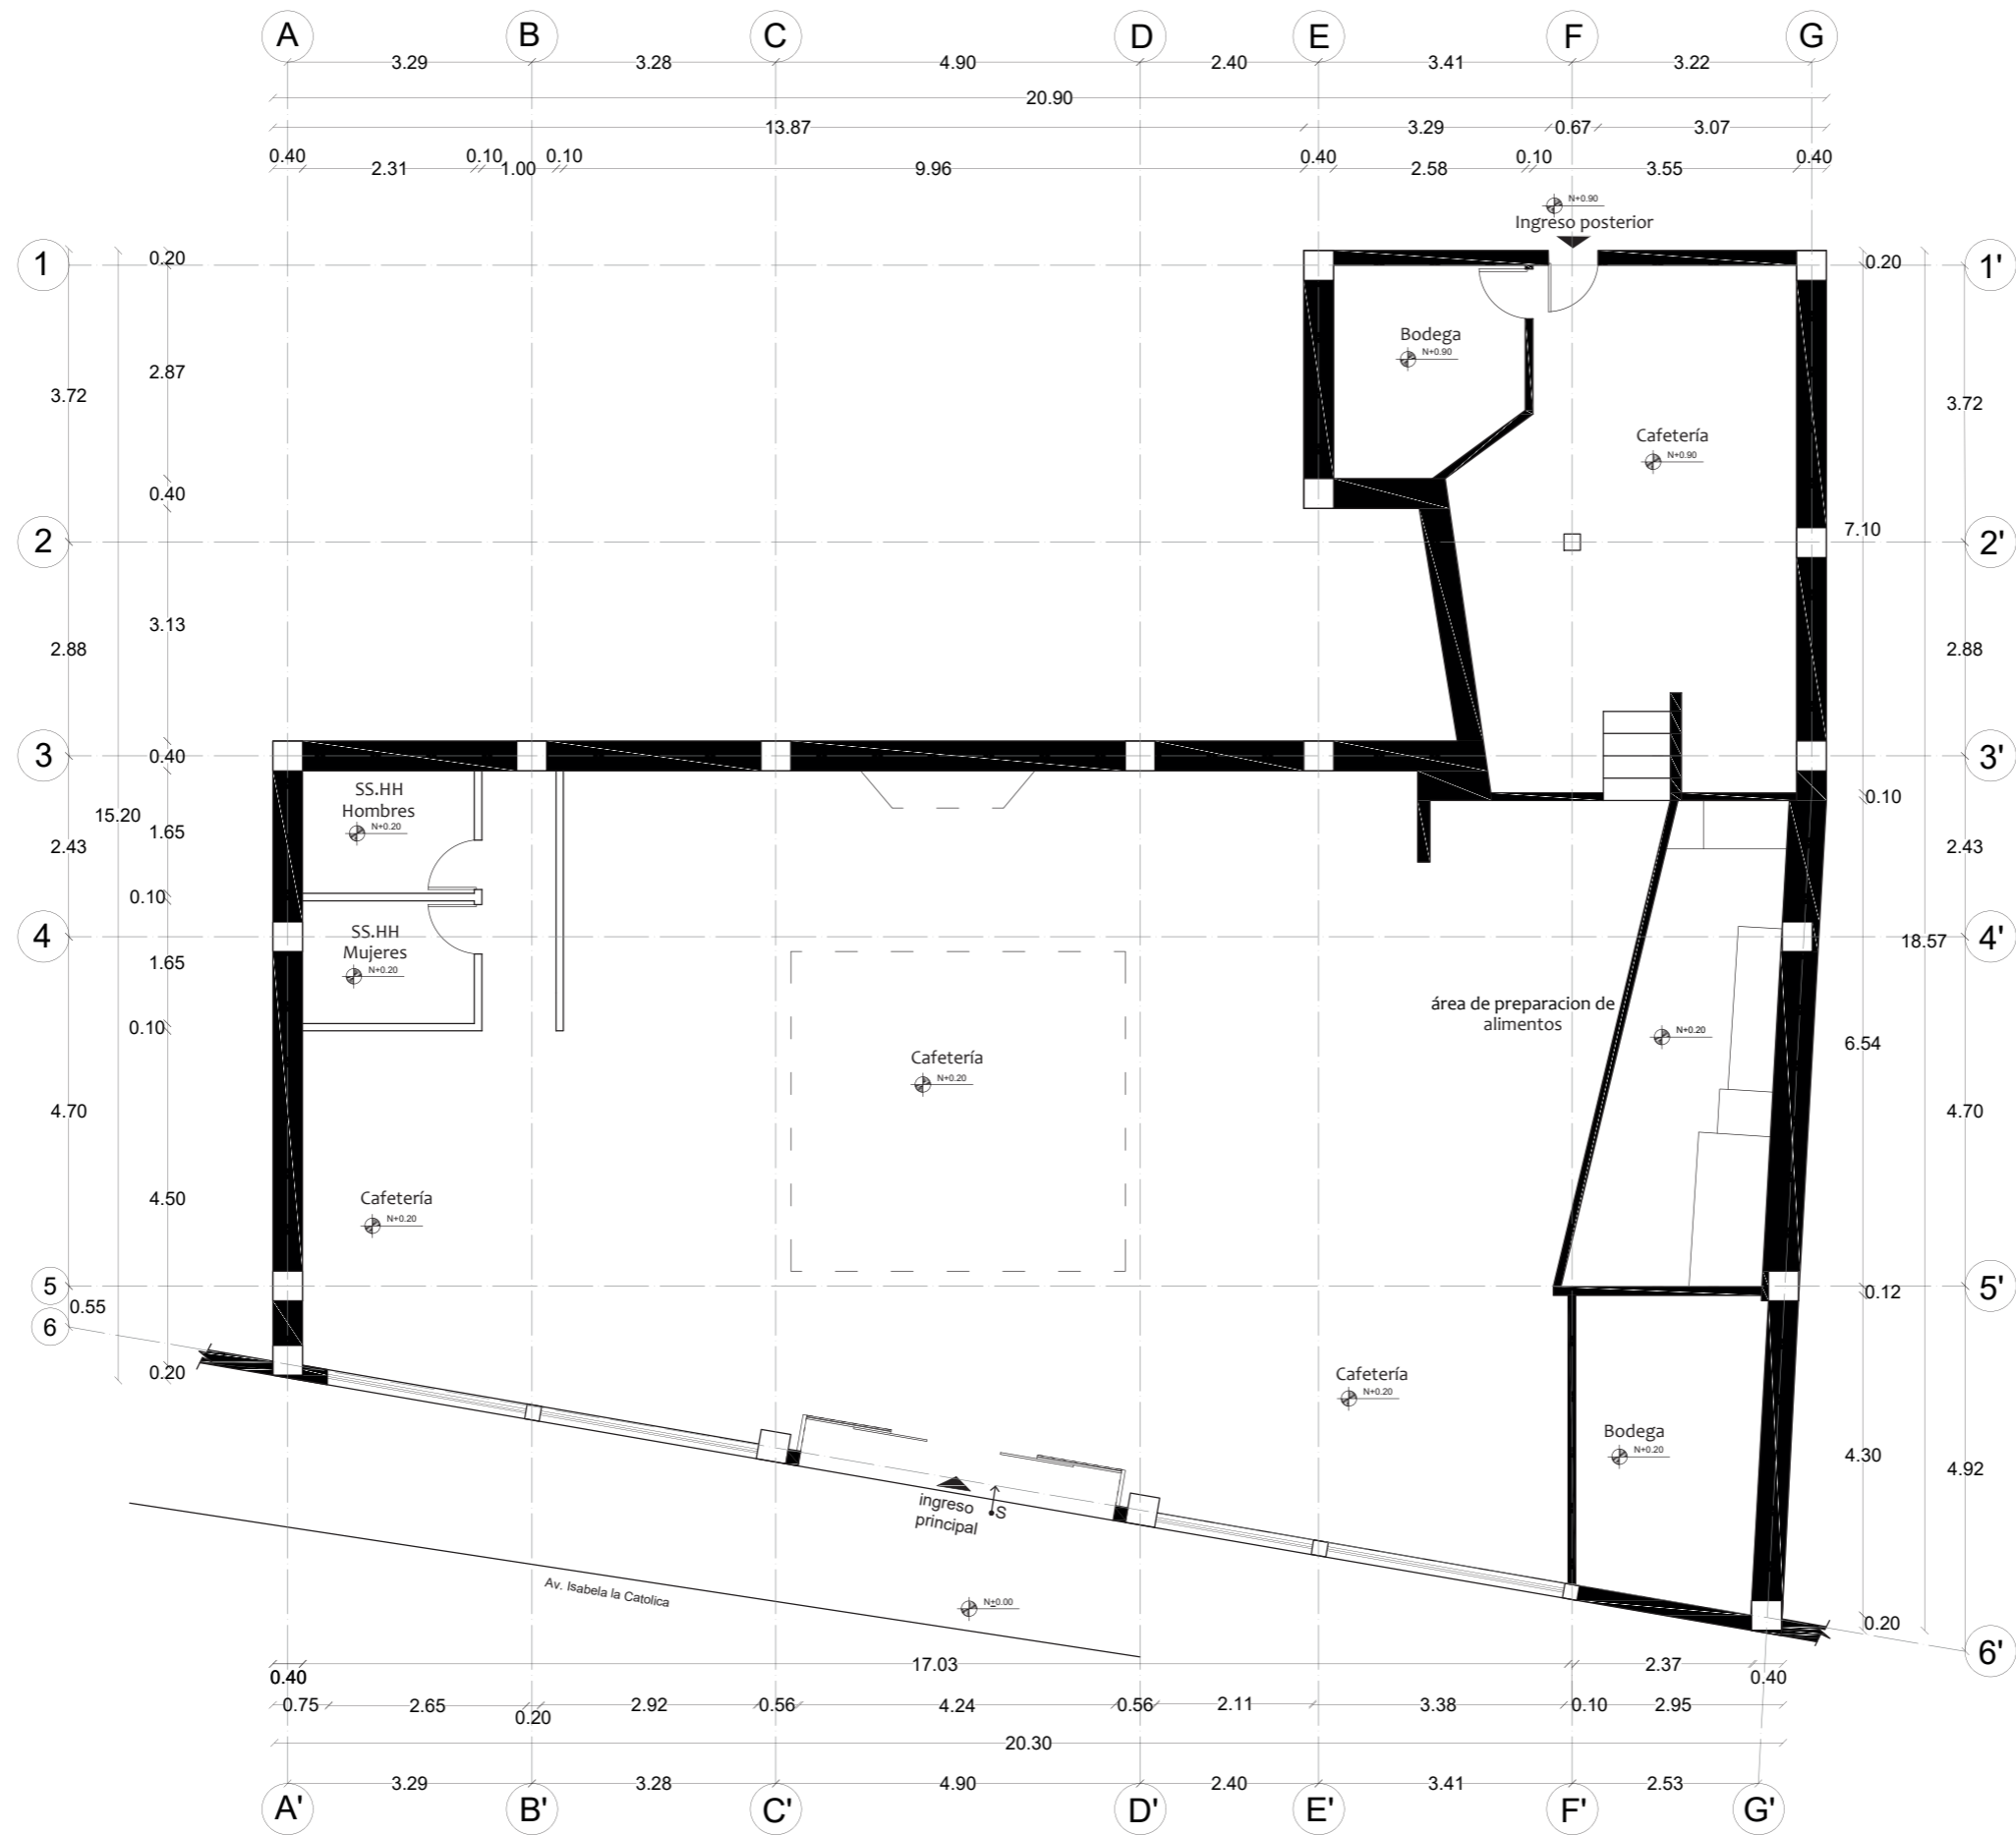 A B C D E F G
3.29 3.28 4.90 2.40 3.41 3.22
20.90
13.87 3.29 0.67 3.07
0.40 0.10 0.10 0.40 0.10 0.40
2.31 1.00 9.96 2.58 3.55
N+0.90
Ingreso posterior
1 0.20 0.20 1'
Bodega
N+0.90
2.87
3.72 3.72
Cafetería
N+0.90
0.40
2 7.10 2'
3.13
2.88 2.88
3 0.40 3'
SS.HH
Hombres
N+0.20
0.10
15.20
1.65
2.43 2.43
0.10
SS.HH
Mujeres
N+0.20
4 18.57 4'
1.65
área de preparacion de
alimentos
N+0.20
0.10
6.54
Cafetería
N+0.20
4.70 4.70
4.50
Cafetería
N+0.20
5 0.12 5'
0.55
6
0.20
Cafetería
N+0.20
Bodega
N+0.20
4.30
4.92
ingreso
principal
S
Av. Isabela la Catolica
N±0.00
0.20
6'
17.03 2.37
0.40 0.40
0.75 2.65 2.92 0.56 4.24 0.56 2.11 3.38 0.10 2.95
0.20
20.30
3.29 3.28 4.90 2.40 3.41 2.53
A' B' C' D' E' F' G'